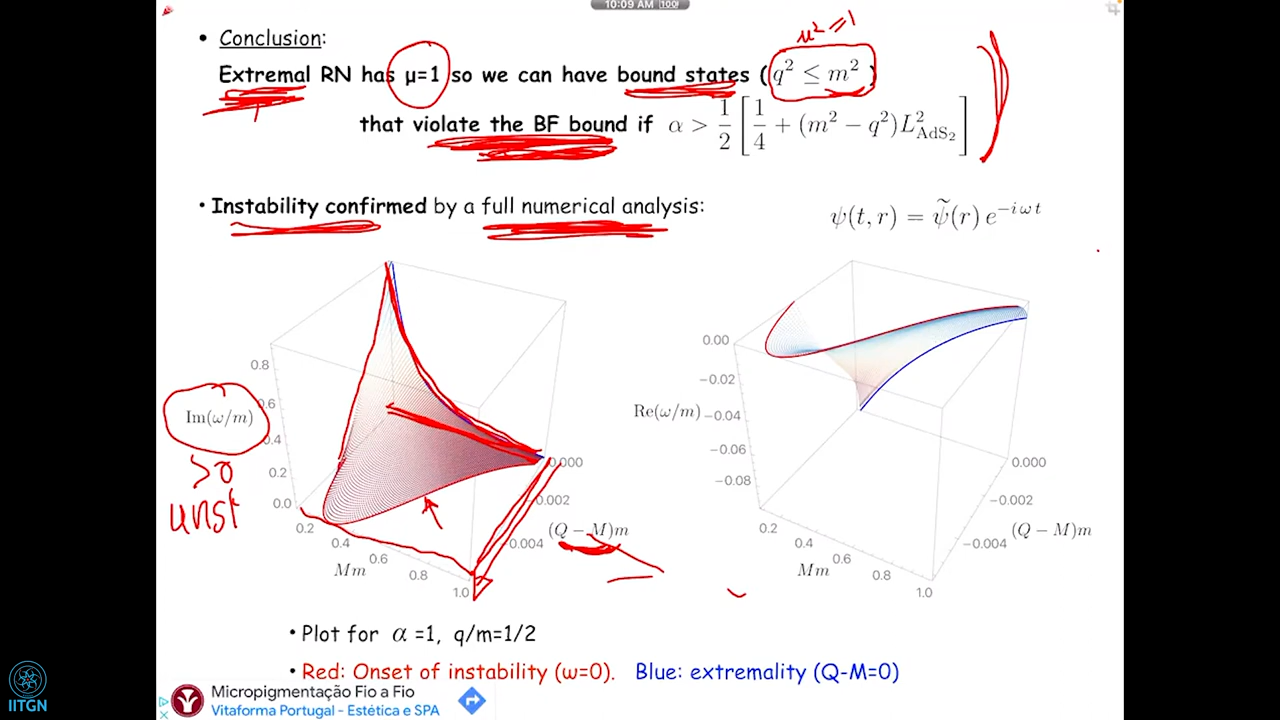 10:09 AM 100%
μ²=1
• Conclusion:
Extremal RN has μ=1 so we can have bound states (q² ≤ m²)
that violate the BF bound if α > 1/2 [1/4 + (m² − q²)L²_AdS₂]
• Instability confirmed by a full numerical analysis:
ψ(t, r) = ψ̃(r) e^{−iωt}
0.8
0.6
0.4
0.2
0.0
Im(ω/m)
>0
unst
0.2
0.4
0.6
0.8
1.0
Mm
0.000
−0.002
−0.004
(Q − M)m
0.00
−0.02
−0.04
−0.06
−0.08
Re(ω/m)
0.2
0.4
0.6
0.8
1.0
Mm
0.000
−0.002
−0.004
(Q − M)m
• Plot for α =1, q/m=1/2
• Red: Onset of instability (ω=0). Blue: extremality (Q-M=0)
Micropigmentação Fio a Fio
Vitaforma Portugal - Estética e SPA
IITGN